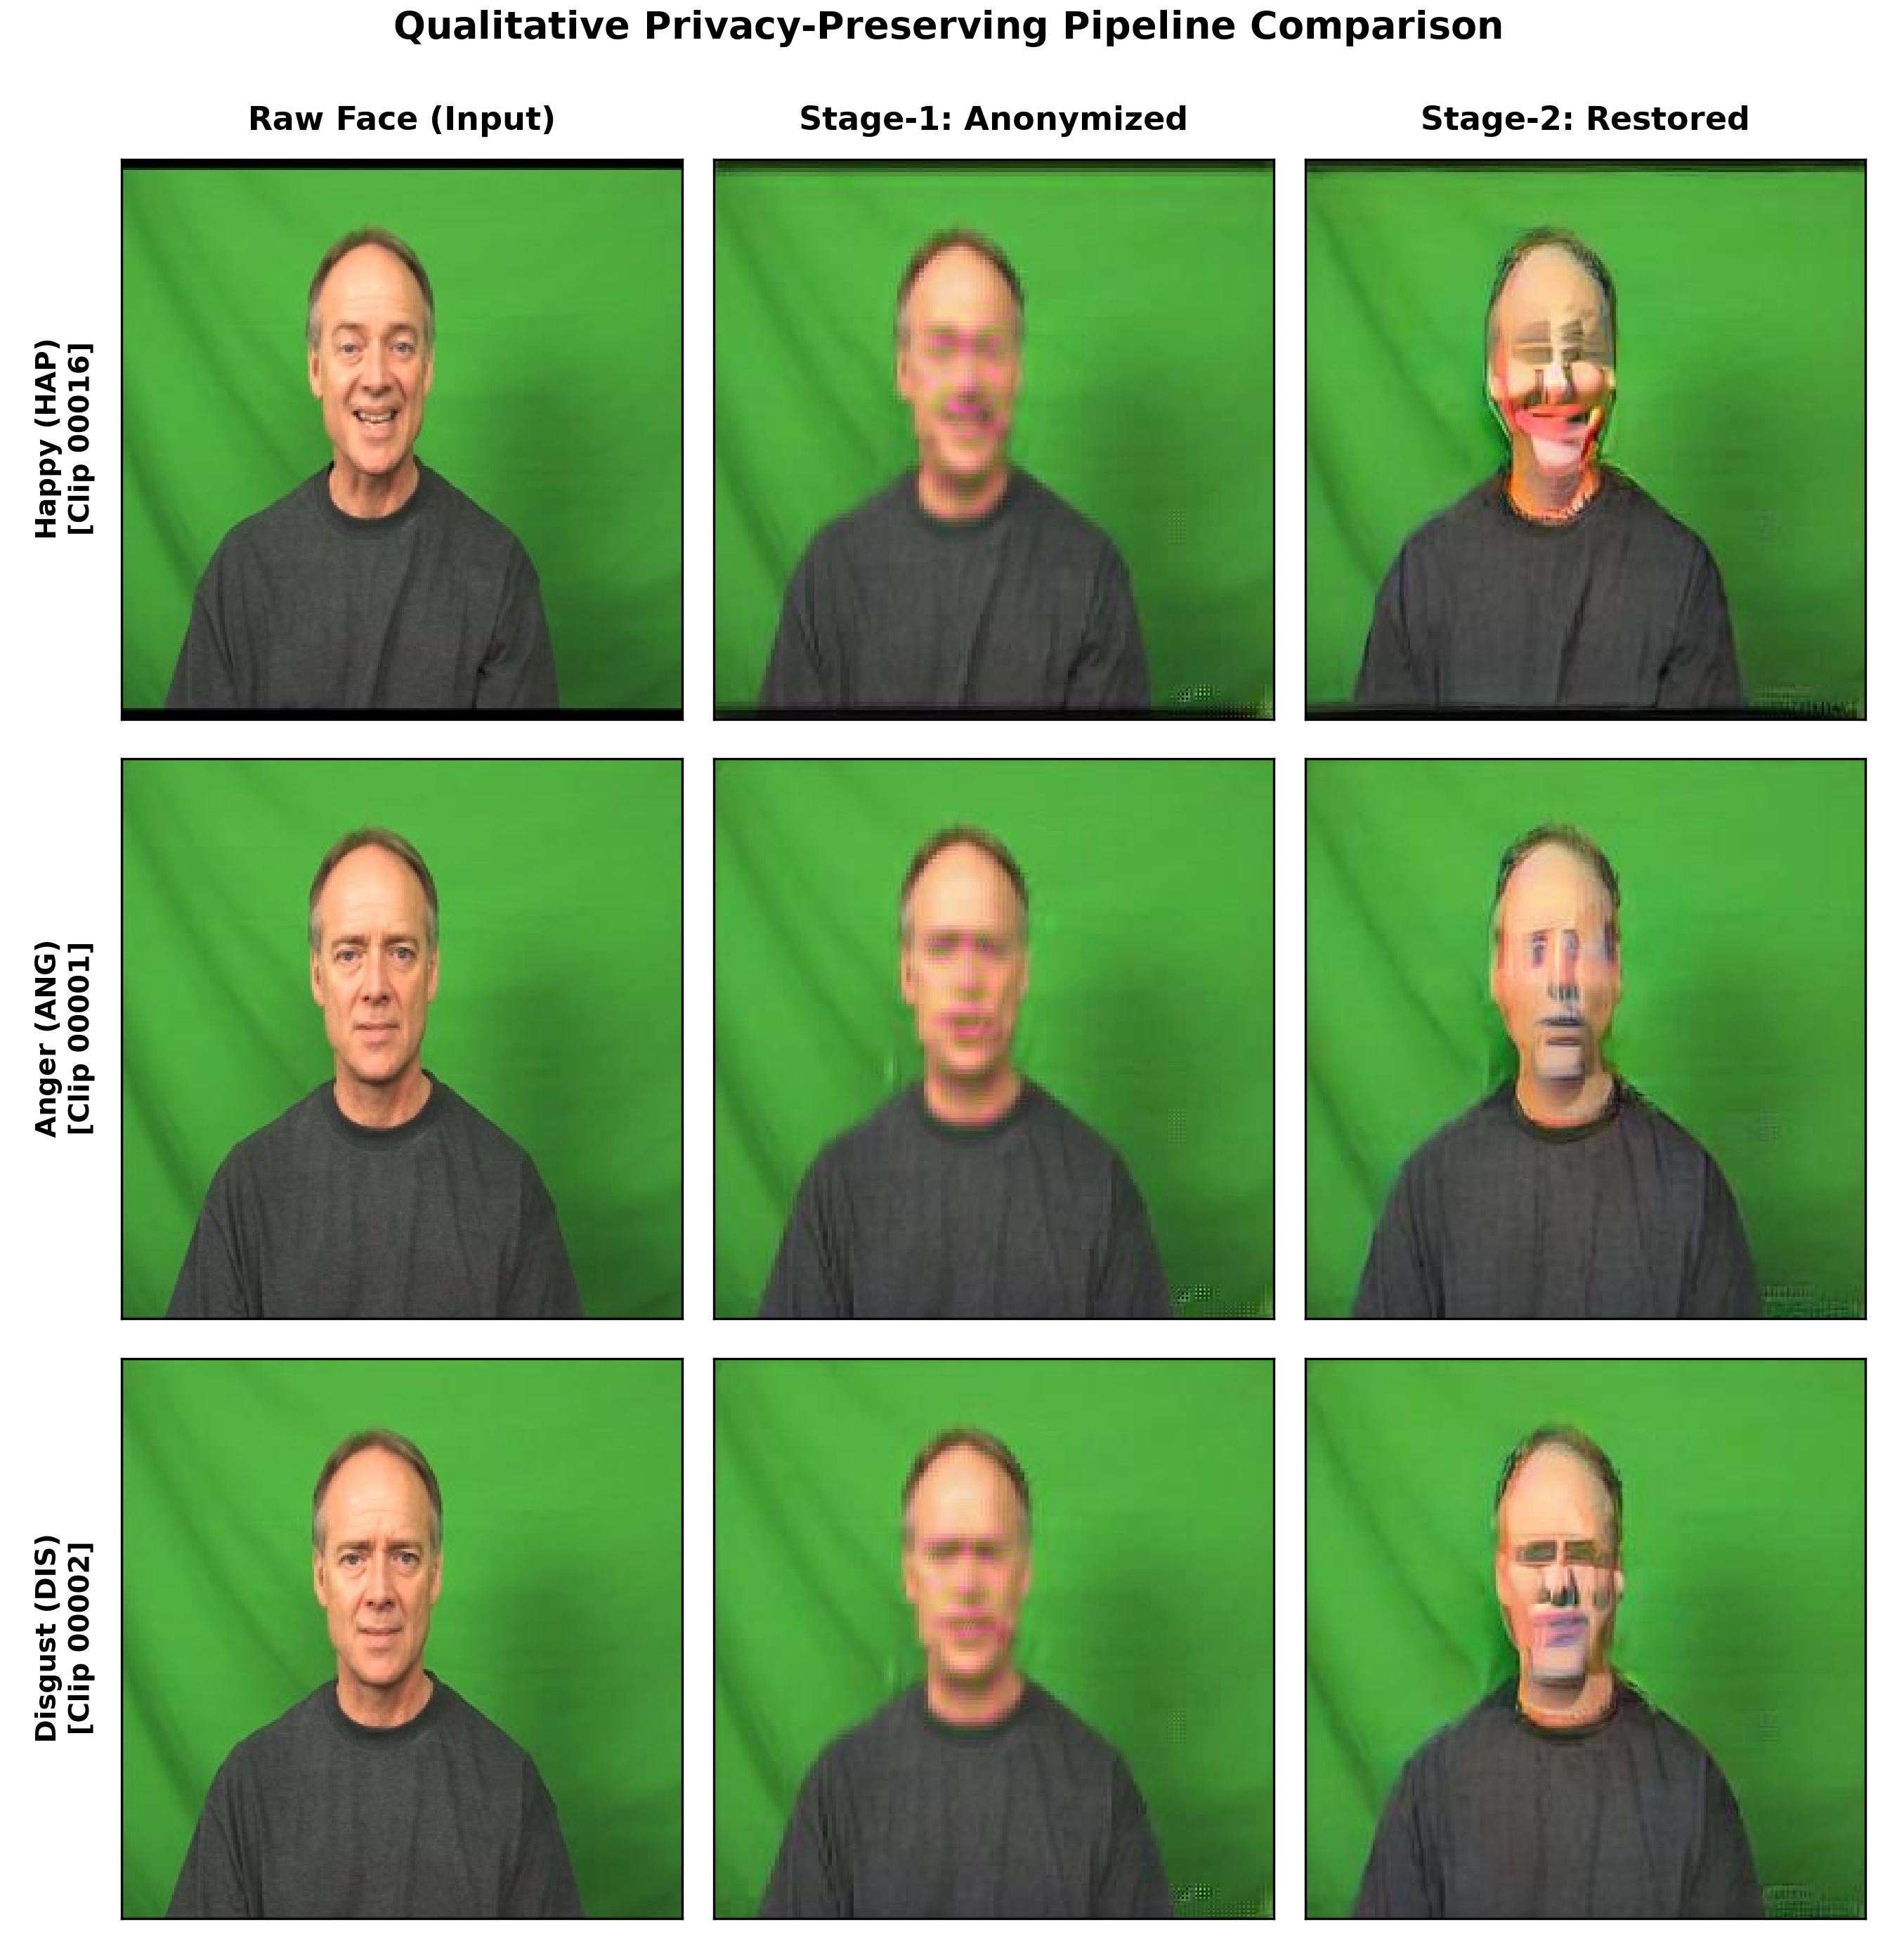 Qualitative Privacy-Preserving Pipeline Comparison
Raw Face (Input)
Stage-1: Anonymized
Stage-2: Restored
Happy (HAP)
[Clip 00016]
Anger (ANG)
[Clip 00001]
Disgust (DIS)
[Clip 00002]